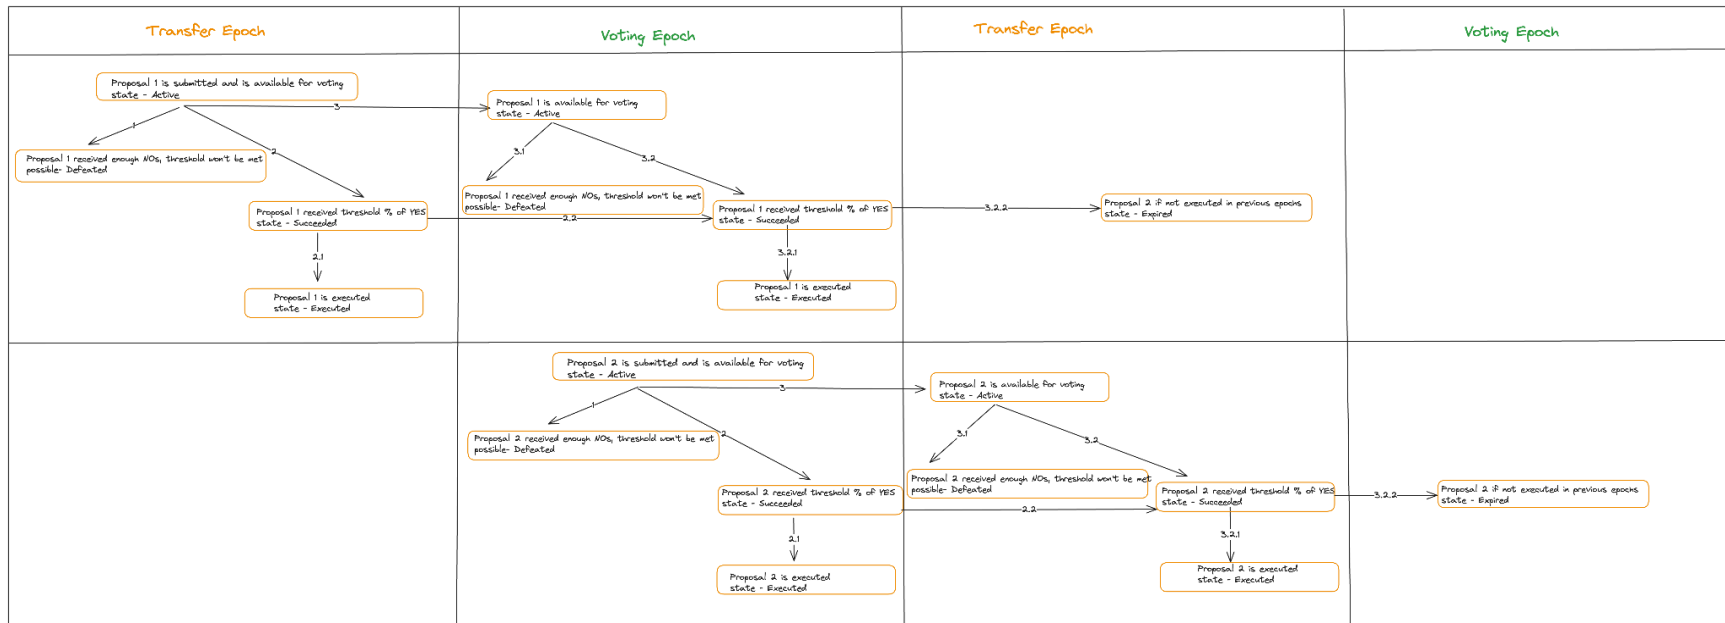 Transfer Epoch
Voting Epoch
Transfer Epoch
Voting Epoch
Proposal 1 is submitted and is available for voting
state - Active
3
Proposal 1 is available for voting
state - Active
1
2
Proposal 1 received enough NOs, threshold won't be met
possible- Defeated
3.1
3.2
Proposal 1 received enough NOs, threshold won't be met
possible- Defeated
Proposal 1 received threshold % of YES
state - Succeeded
2.2
Proposal 1 received threshold % of YES
state - Succeeded
3.2.2
Proposal 2 if not executed in previous epochs
state - Expired
2.1
3.2.1
Proposal 1 is executed
state - Executed
Proposal 1 is executed
state - Executed
Proposal 2 is submitted and is available for voting
state - Active
3
Proposal 2 is available for voting
state - Active
1
2
Proposal 2 received enough NOs, threshold won't be met
possible- Defeated
3.1
3.2
Proposal 2 received enough NOs, threshold won't be met
possible- Defeated
Proposal 2 received threshold % of YES
state - Succeeded
2.2
Proposal 2 received threshold % of YES
state - Succeeded
3.2.2
Proposal 2 if not executed in previous epochs
state - Expired
2.1
3.2.1
Proposal 2 is executed
state - Executed
Proposal 2 is executed
state - Executed